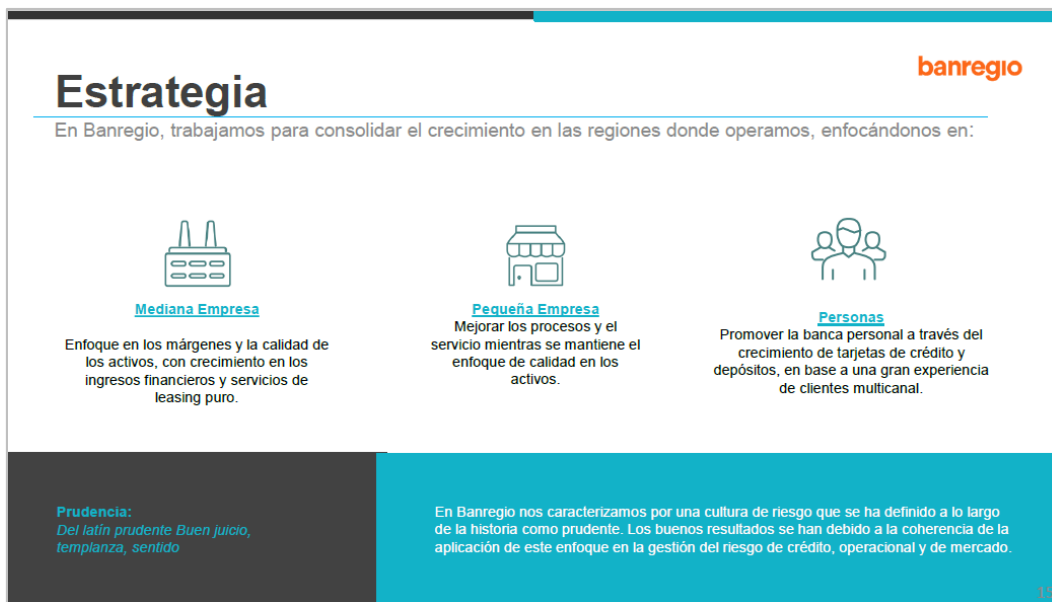 banregio
Estrategia
En Banregio, trabajamos para consolidar el crecimiento en las regiones donde operamos, enfocándonos en:
Mediana Empresa
Enfoque en los márgenes y la calidad de
los activos, con crecimiento en los
ingresos financieros y servicios de
leasing puro.
Pequeña Empresa
Mejorar los procesos y el
servicio mientras se mantiene el
enfoque de calidad en los
activos.
Personas
Promover la banca personal a través del
crecimiento de tarjetas de crédito y
depósitos, en base a una gran experiencia
de clientes multicanal.
Prudencia:
Del latín prudente Buen juicio,
templanza, sentido
En Banregio nos caracterizamos por una cultura de riesgo que se ha definido a lo largo
de la historia como prudente. Los buenos resultados se han debido a la coherencia de la
aplicación de este enfoque en la gestión del riesgo de crédito, operacional y de mercado.